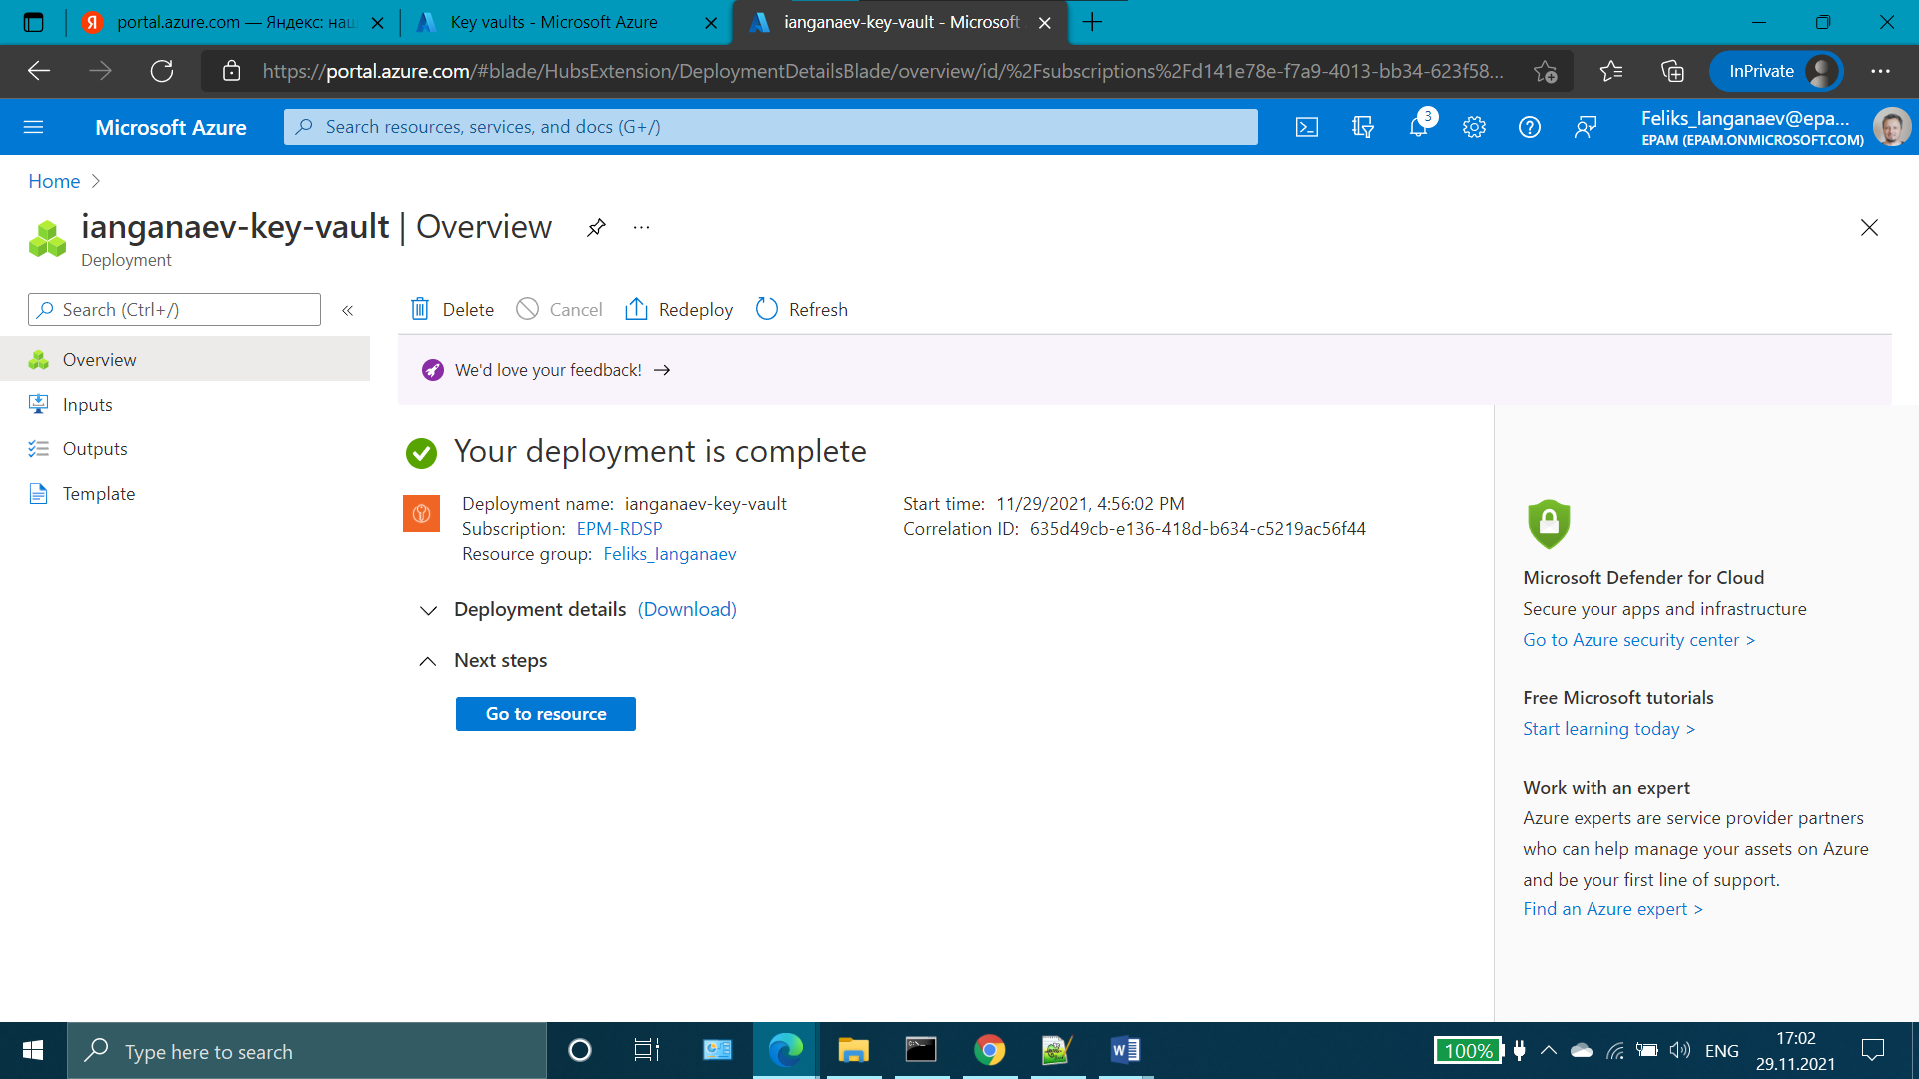 portal.azure.com — Яндекс: наш
Key vaults - Microsoft Azure
ianganaev-key-vault - Microsoft
https://portal.azure.com/#blade/HubsExtension/DeploymentDetailsBlade/overview/id/%2Fsubscriptions%2Fd141e78e-f7a9-4013-bb34-623f58...
InPrivate
Microsoft Azure
Search resources, services, and docs (G+/)
3
Feliks_Ianganaev@epa...
EPAM (EPAM.ONMICROSOFT.COM)
Home
ianganaev-key-vault | Overview
Deployment
Search (Ctrl+/)
Overview
Inputs
Outputs
Template
Delete
Cancel
Redeploy
Refresh
We'd love your feedback!
Your deployment is complete
Deployment name: ianganaev-key-vault
Subscription: EPM-RDSP
Resource group: Feliks_Ianganaev
Start time: 11/29/2021, 4:56:02 PM
Correlation ID: 635d49cb-e136-418d-b634-c5219ac56f44
Deployment details (Download)
Next steps
Go to resource
Microsoft Defender for Cloud
Secure your apps and infrastructure
Go to Azure security center >
Free Microsoft tutorials
Start learning today >
Work with an expert
Azure experts are service provider partners
who can help manage your assets on Azure
and be your first line of support.
Find an Azure expert >
Type here to search
100%
ENG
17:02
29.11.2021